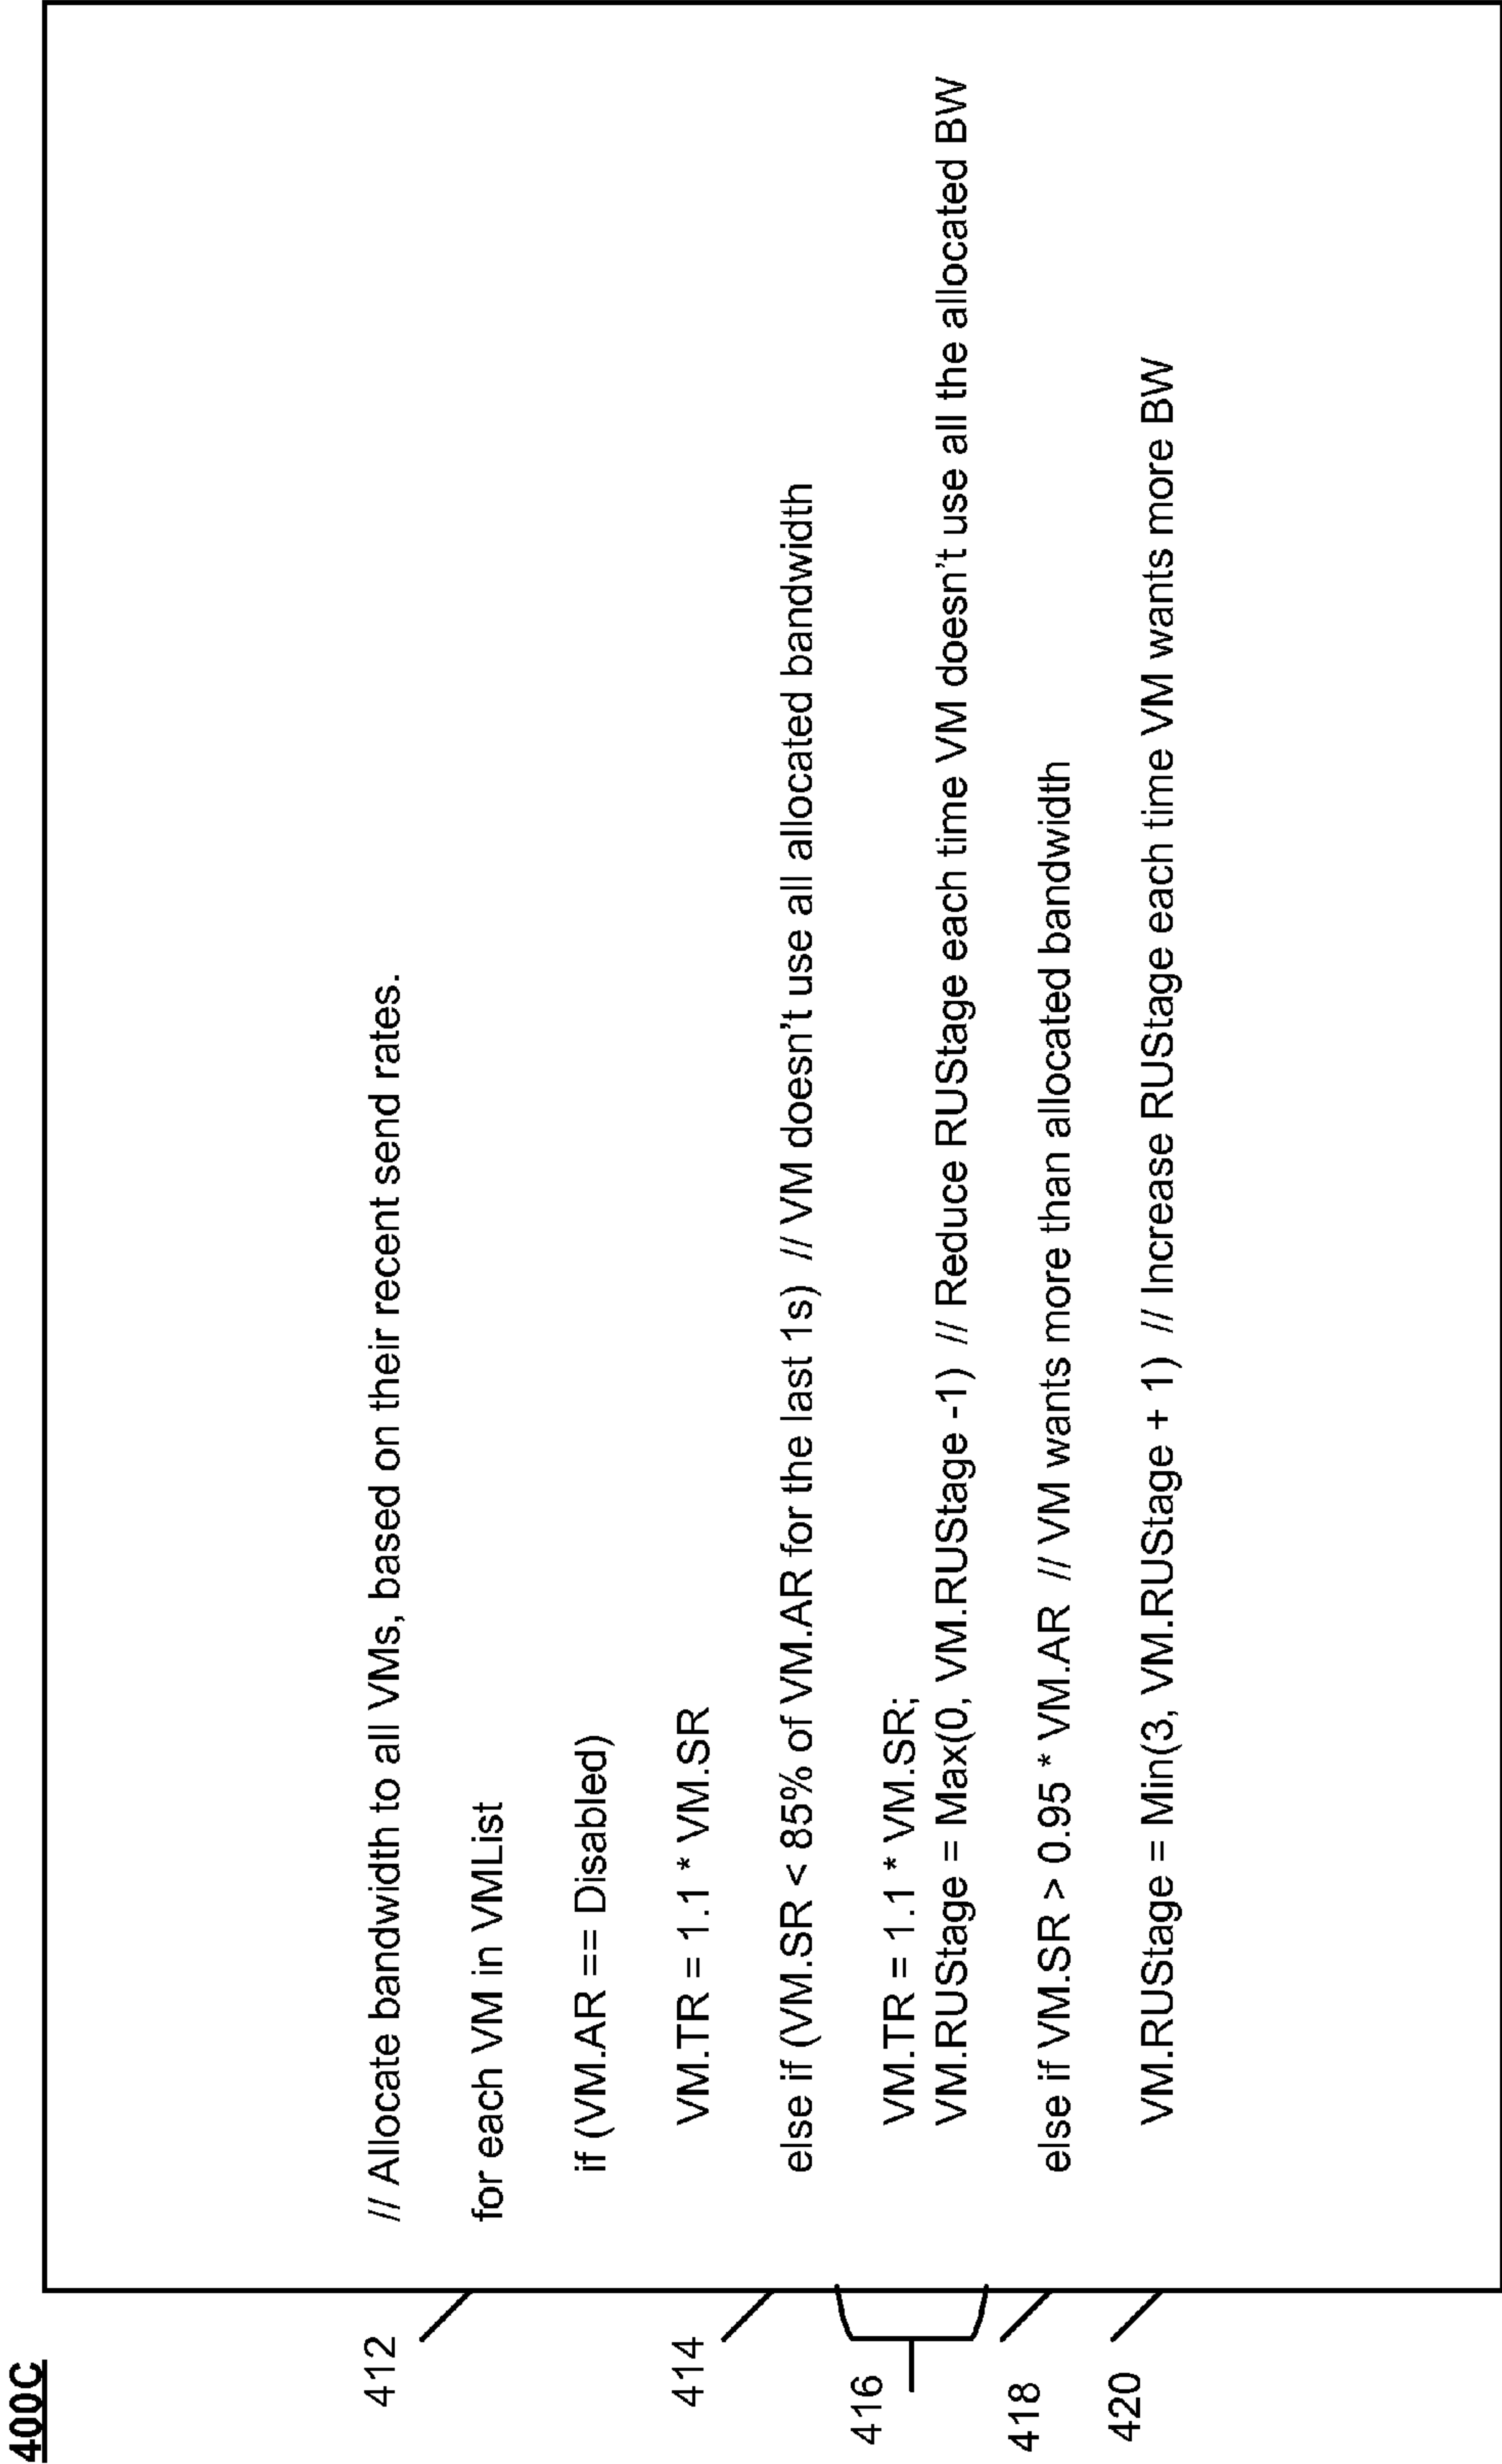 400C
// Allocate bandwidth to all VMs, based on their recent send rates.
412
for each VM in VMList
if (VM.AR == Disabled)
VM.TR = 1.1 * VM.SR
414
else if (VM.SR < 85% of VM.AR for the last 1s) // VM doesn't use all allocated bandwidth
416
VM.TR = 1.1 * VM.SR;
VM.RUStage = Max(0, VM.RUStage -1) // Reduce RUStage each time VM doesn't use all the allocated BW
418
else if VM.SR > 0.95 * VM.AR // VM wants more than allocated bandwidth
420
VM.RUStage = Min(3, VM.RUStage + 1) // Increase RUStage each time VM wants more BW